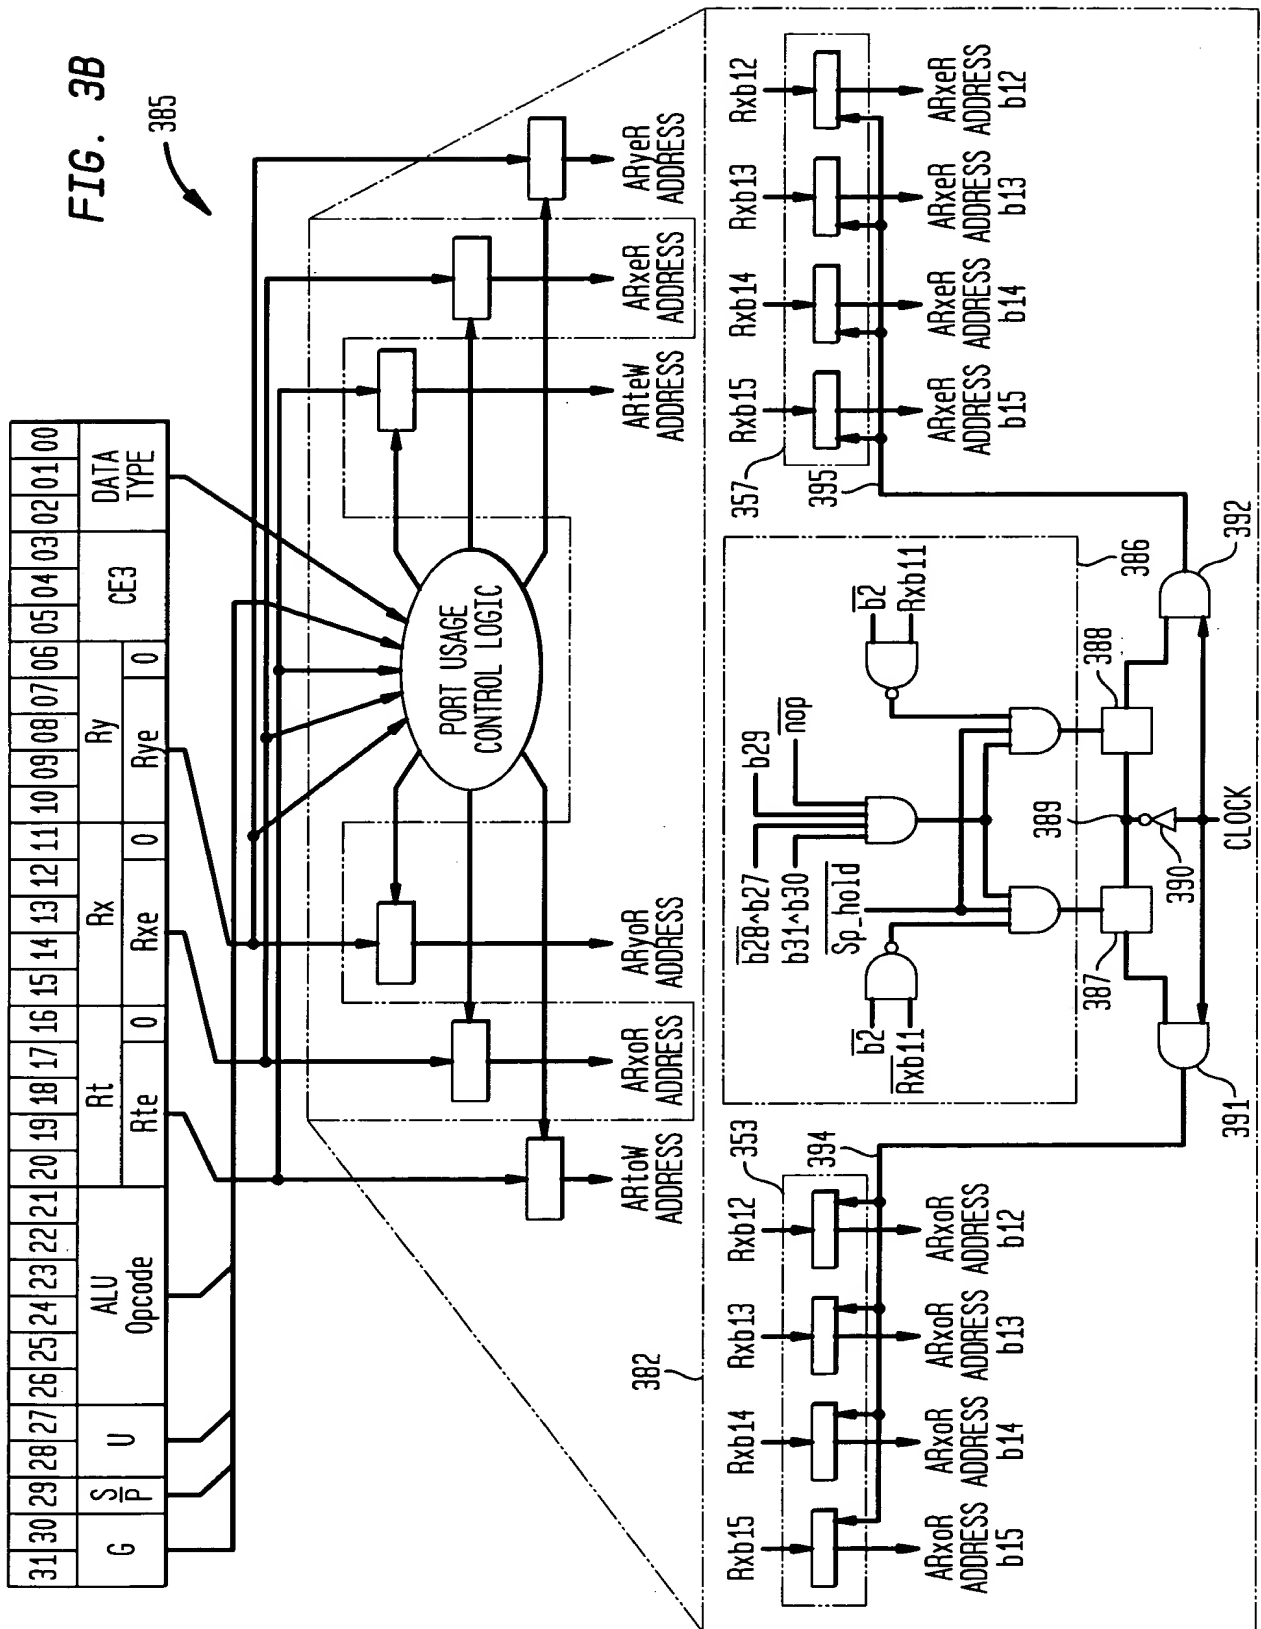 FIG. 3B
385
31 30 29 28 27 26 25 24 23 22 21 20 19 18 17 16 15 14 13 12 11 10 09 08 07 06 05 04 03 02 01 00
G S/P U ALU Opcode Rt Rx Ry CE3 DATA TYPE
Rte 0 Rxe 0 Rye 0
PORT USAGE
CONTROL LOGIC
ARtoW
ADDRESS
ARxoR
ADDRESS
ARyoR
ADDRESS
ARteW
ADDRESS
ARxeR
ADDRESS
ARyeR
ADDRESS
382
Rxb15 Rxb14 Rxb13 Rxb12
353
394
ARxoR
ADDRESS
b15
ARxoR
ADDRESS
b14
ARxoR
ADDRESS
b13
ARxoR
ADDRESS
b12
b̅2̅8̅^b27
b31^b30
b29
n̅o̅p̅
S̅p̅_̅h̅o̅l̅d̅
b̅2̅
R̅x̅b̅1̅1̅
b̅2̅
Rxb11
386
387
388
389
390
391
392
CLOCK
Rxb15 Rxb14 Rxb13 Rxb12
357
395
ARxeR
ADDRESS
b15
ARxeR
ADDRESS
b14
ARxeR
ADDRESS
b13
ARxeR
ADDRESS
b12